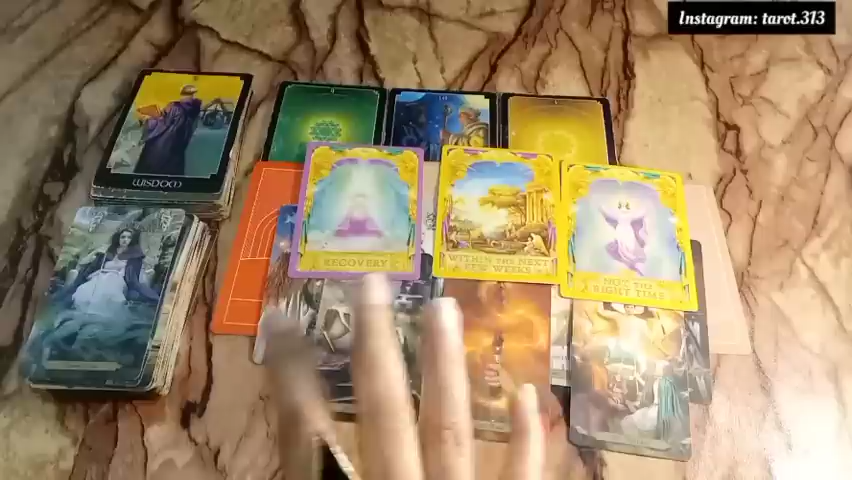 Instagram: tarot.313
WISDOM
RECOVERY
WITHIN THE NEXT
FEW WEEKS
NOT THE
RIGHT TIME